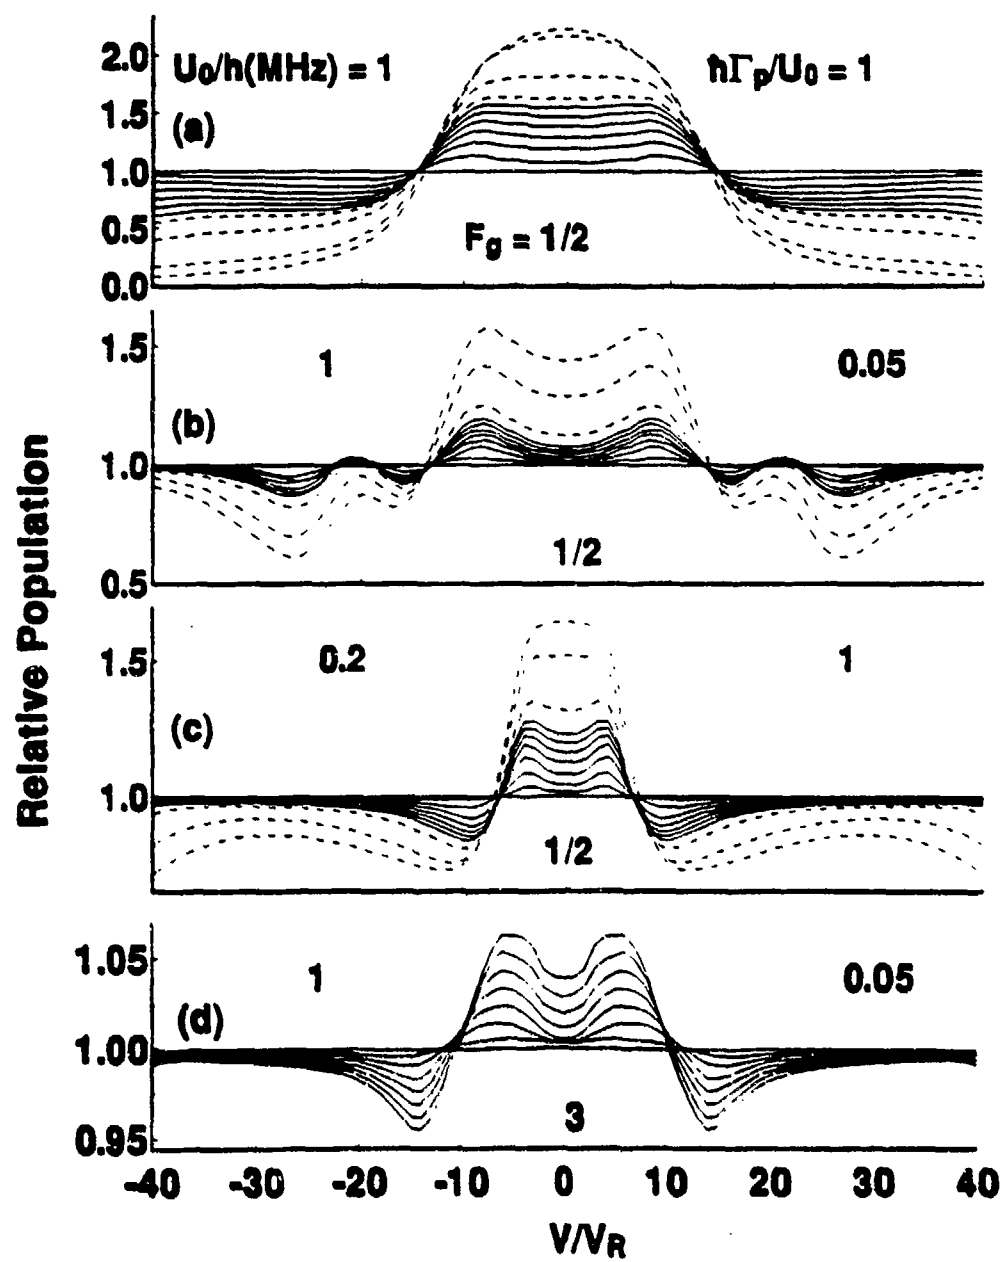 2.0
U₀/h(MHz) = 1
ħΓₚ/U₀ = 1
1.5
(a)
1.0
0.5
F_g = 1/2
0.0
1.5
1
0.05
(b)
1.0
1/2
0.5
Relative Population
0.2
1
1.5
(c)
1.0
1/2
1.05
1
0.05
(d)
1.00
3
0.95
-40 -30 -20 -10 0 10 20 30 40
V/V_R